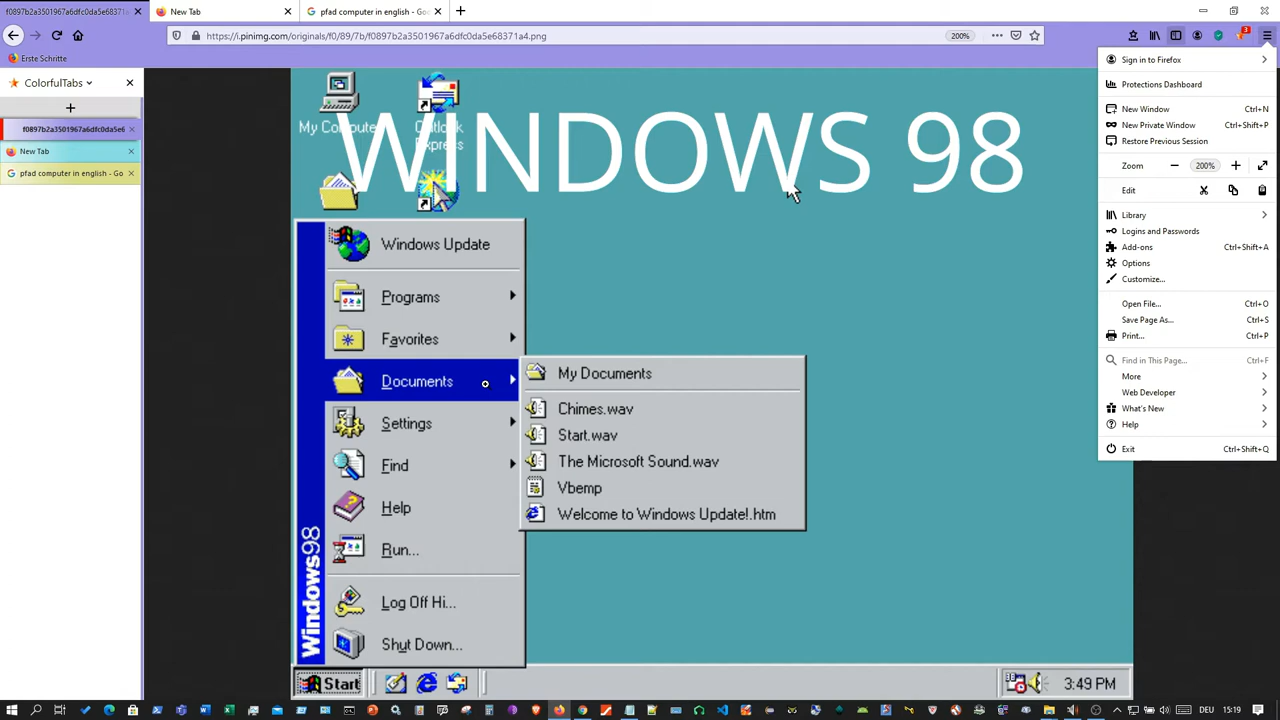 f0897b2a3501967a6dfc0da5e68371
New Tab
pfad computer in english - Goo
https://i.pinimg.com/originals/f0/89/7b/f0897b2a3501967a6dfc0da5e68371a4.png
200%
3
Erste Schritte
ColorfulTabs
f0897b2a3501967a6dfc0da5e6
New Tab
pfad computer in english - Go
My Compute
Outlook
Express
WINDOWS 98
Windows Update
Programs
Favorites
Documents
Settings
Find
Help
Run...
Log Off Hi...
Shut Down...
Windows98
My Documents
Chimes.wav
Start.wav
The Microsoft Sound.wav
Vbemp
Welcome to Windows Update!.htm
Start
3:49 PM
Sign in to Firefox
Protections Dashboard
New Window Ctrl+N
New Private Window Ctrl+Shift+P
Restore Previous Session
Zoom 200%
Edit
Library
Logins and Passwords
Add-ons Ctrl+Shift+A
Options
Customize...
Open File... Ctrl+O
Save Page As... Ctrl+S
Print... Ctrl+P
Find in This Page... Ctrl+F
More
Web Developer
What's New
Help
Exit Ctrl+Shift+Q
DEU 15:19